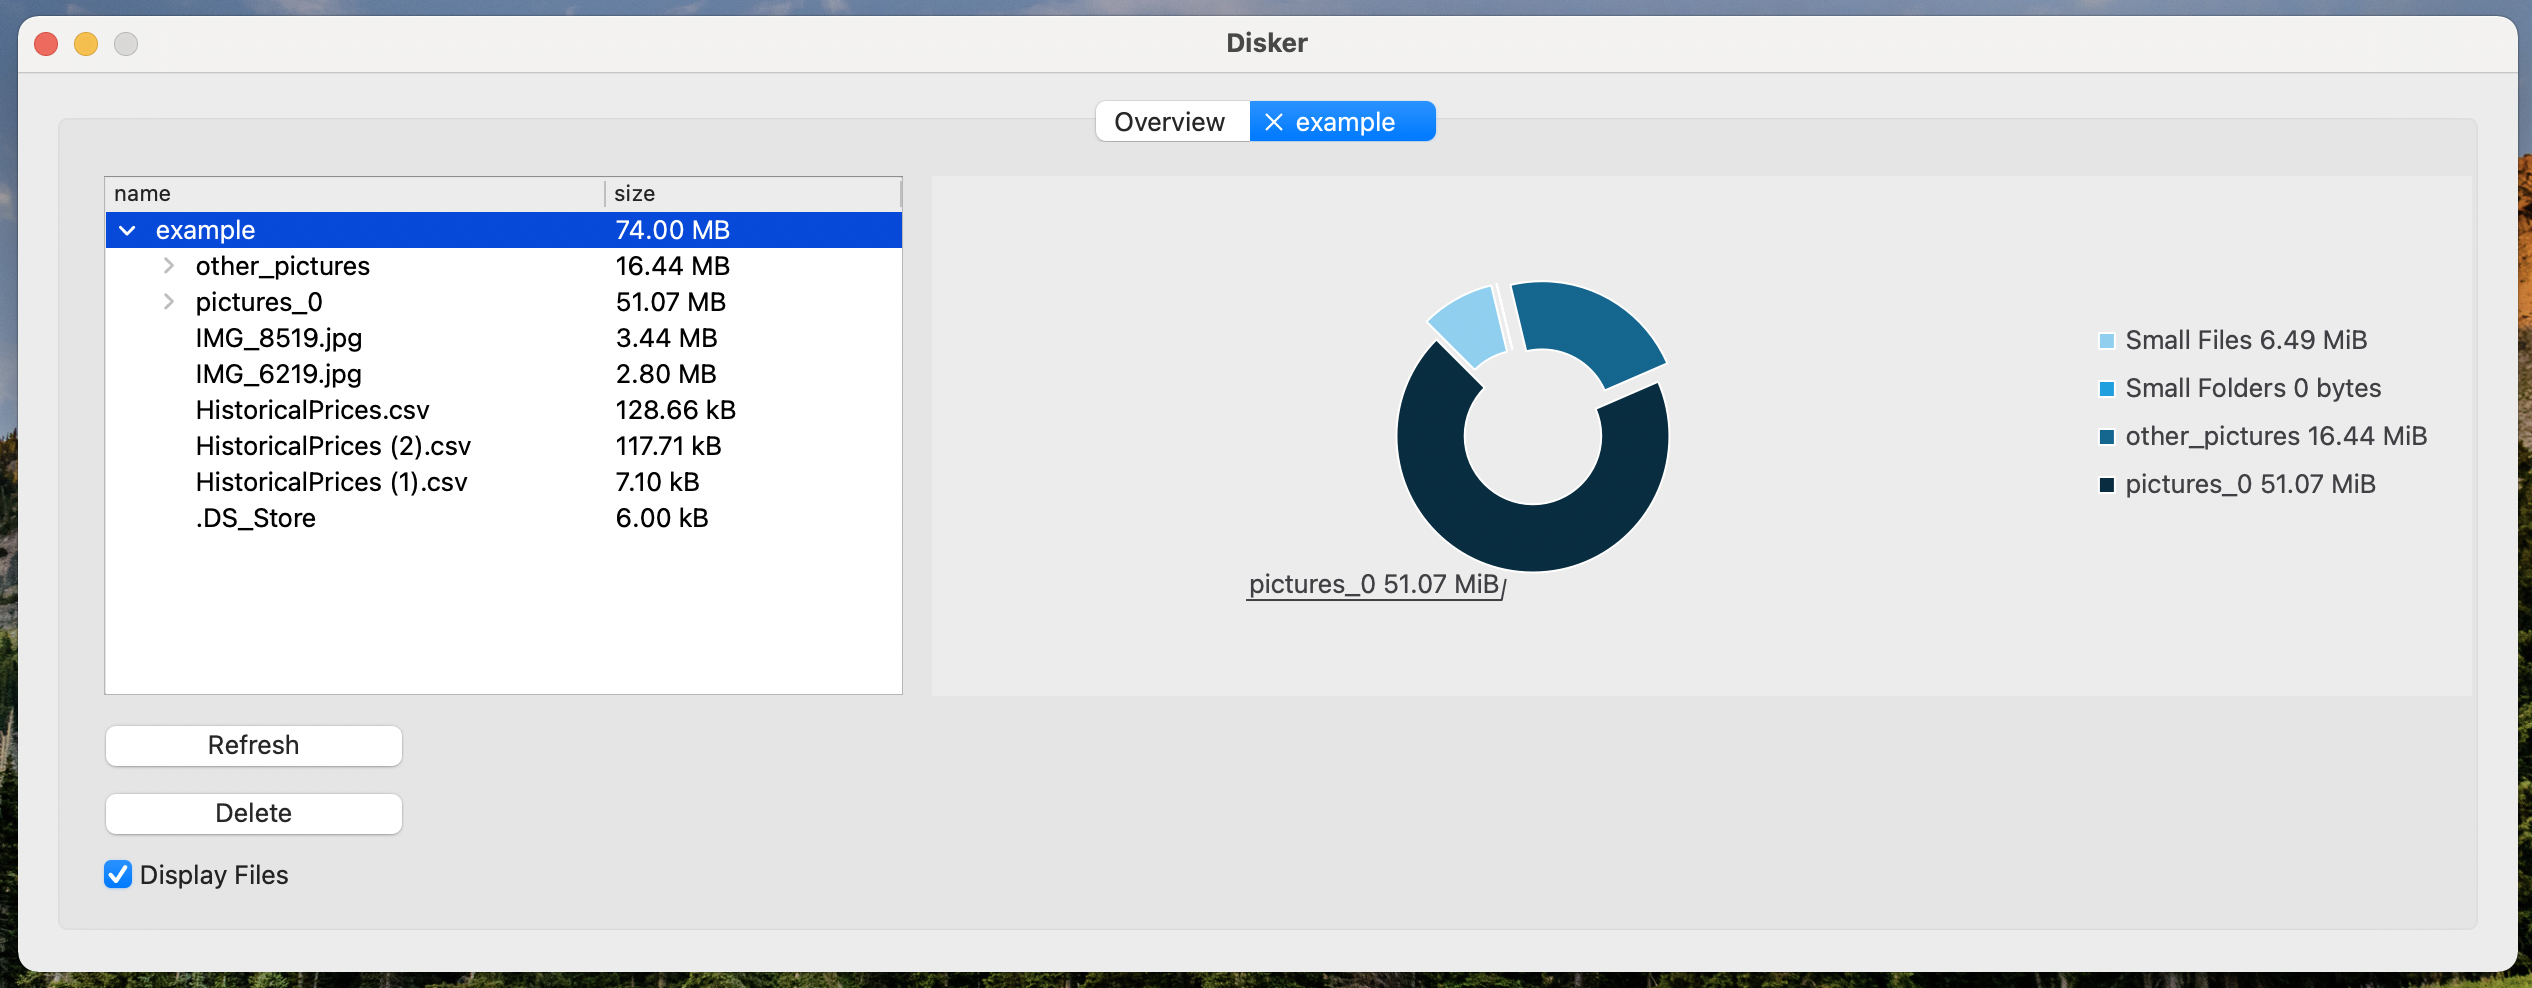 Disker
Overview
example
name size
example 74.00 MB
other_pictures 16.44 MB
pictures_0 51.07 MB
IMG_8519.jpg 3.44 MB
IMG_6219.jpg 2.80 MB
HistoricalPrices.csv 128.66 kB
HistoricalPrices (2).csv 117.71 kB
HistoricalPrices (1).csv 7.10 kB
.DS_Store 6.00 kB
Small Files 6.49 MiB
Small Folders 0 bytes
other_pictures 16.44 MiB
pictures_0 51.07 MiB
pictures_0 51.07 MiB
Refresh
Delete
Display Files